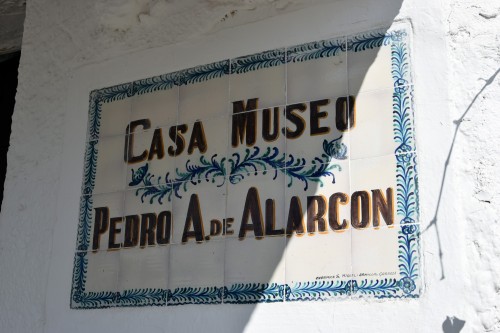 CASA MUSEO
PEDRO A. DE ALARCON